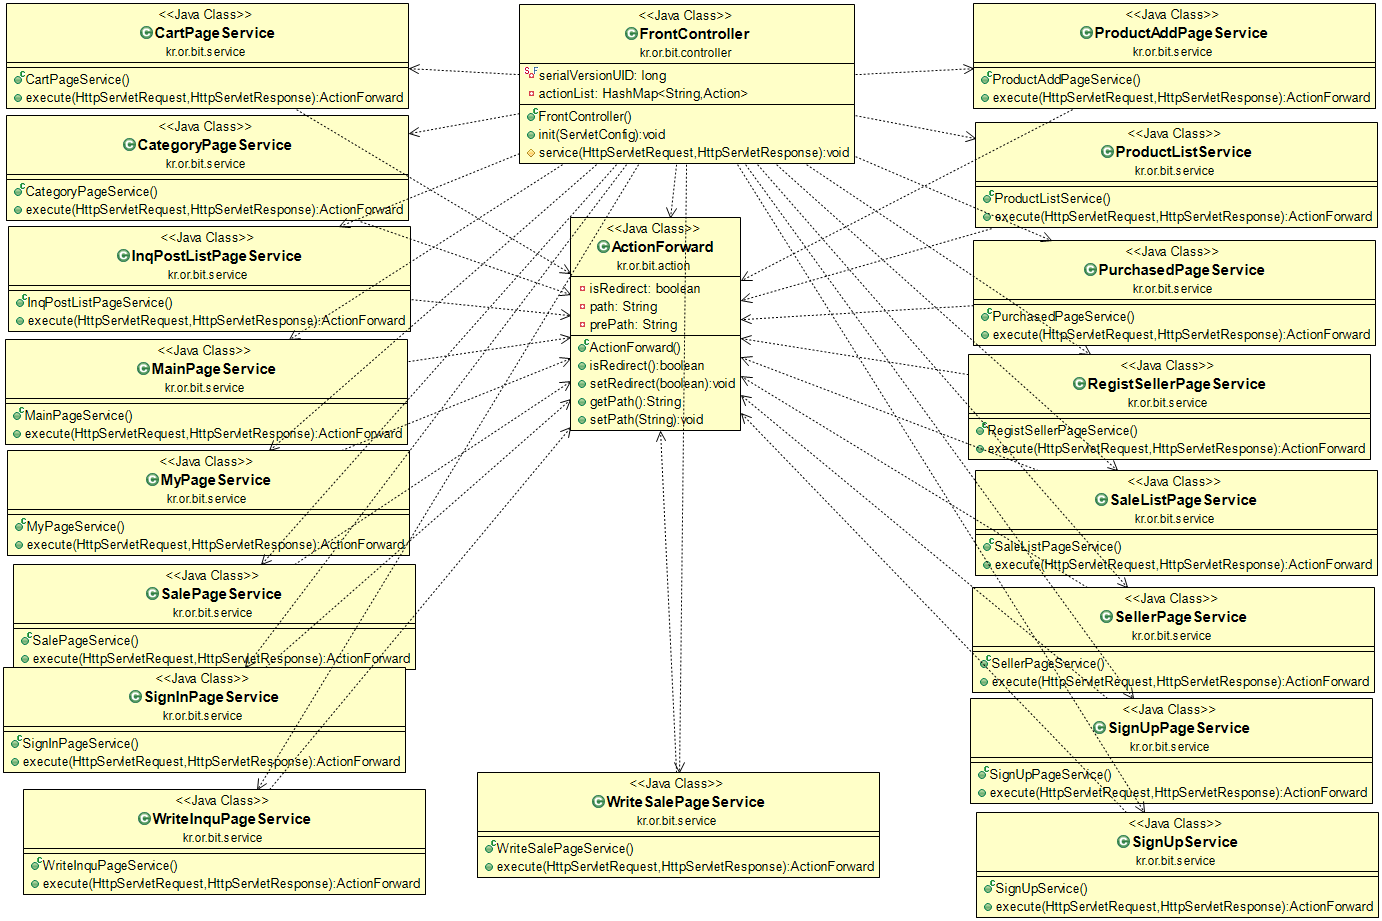 <<Java Class>>
CartPageService
kr.or.bit.service
CartPageService()
execute(HttpServletRequest,HttpServletResponse):ActionForward
<<Java Class>>
CategoryPageService
kr.or.bit.service
CategoryPageService()
execute(HttpServletRequest,HttpServletResponse):ActionForward
<<Java Class>>
InqPostListPageService
kr.or.bit.service
InqPostListPageService()
execute(HttpServletRequest,HttpServletResponse):ActionForward
<<Java Class>>
MainPageService
kr.or.bit.service
MainPageService()
execute(HttpServletRequest,HttpServletResponse):ActionForward
<<Java Class>>
MyPageService
kr.or.bit.service
MyPageService()
execute(HttpServletRequest,HttpServletResponse):ActionForward
<<Java Class>>
SalePageService
kr.or.bit.service
SalePageService()
execute(HttpServletRequest,HttpServletResponse):ActionForward
<<Java Class>>
SignInPageService
kr.or.bit.service
SignInPageService()
execute(HttpServletRequest,HttpServletResponse):ActionForward
<<Java Class>>
WriteInquPageService
kr.or.bit.service
WriteInquPageService()
execute(HttpServletRequest,HttpServletResponse):ActionForward
<<Java Class>>
FrontController
kr.or.bit.controller
serialVersionUID: long
actionList: HashMap<String,Action>
FrontController()
init(ServletConfig):void
service(HttpServletRequest,HttpServletResponse):void
<<Java Class>>
ActionForward
kr.or.bit.action
isRedirect: boolean
path: String
prePath: String
ActionForward()
isRedirect():boolean
setRedirect(boolean):void
getPath():String
setPath(String):void
<<Java Class>>
WriteSalePageService
kr.or.bit.service
WriteSalePageService()
execute(HttpServletRequest,HttpServletResponse):ActionForward
<<Java Class>>
ProductAddPageService
kr.or.bit.service
ProductAddPageService()
execute(HttpServletRequest,HttpServletResponse):ActionForward
<<Java Class>>
ProductListService
kr.or.bit.service
ProductListService()
execute(HttpServletRequest,HttpServletResponse):ActionForward
<<Java Class>>
PurchasedPageService
kr.or.bit.service
PurchasedPageService()
execute(HttpServletRequest,HttpServletResponse):ActionForward
<<Java Class>>
RegistSellerPageService
kr.or.bit.service
RegistSellerPageService()
execute(HttpServletRequest,HttpServletResponse):ActionForward
<<Java Class>>
SaleListPageService
kr.or.bit.service
SaleListPageService()
execute(HttpServletRequest,HttpServletResponse):ActionForward
<<Java Class>>
SellerPageService
kr.or.bit.service
SellerPageService()
execute(HttpServletRequest,HttpServletResponse):ActionForward
<<Java Class>>
SignUpPageService
kr.or.bit.service
SignUpPageService()
execute(HttpServletRequest,HttpServletResponse):ActionForward
<<Java Class>>
SignUpService
kr.or.bit.service
SignUpService()
execute(HttpServletRequest,HttpServletResponse):ActionForward